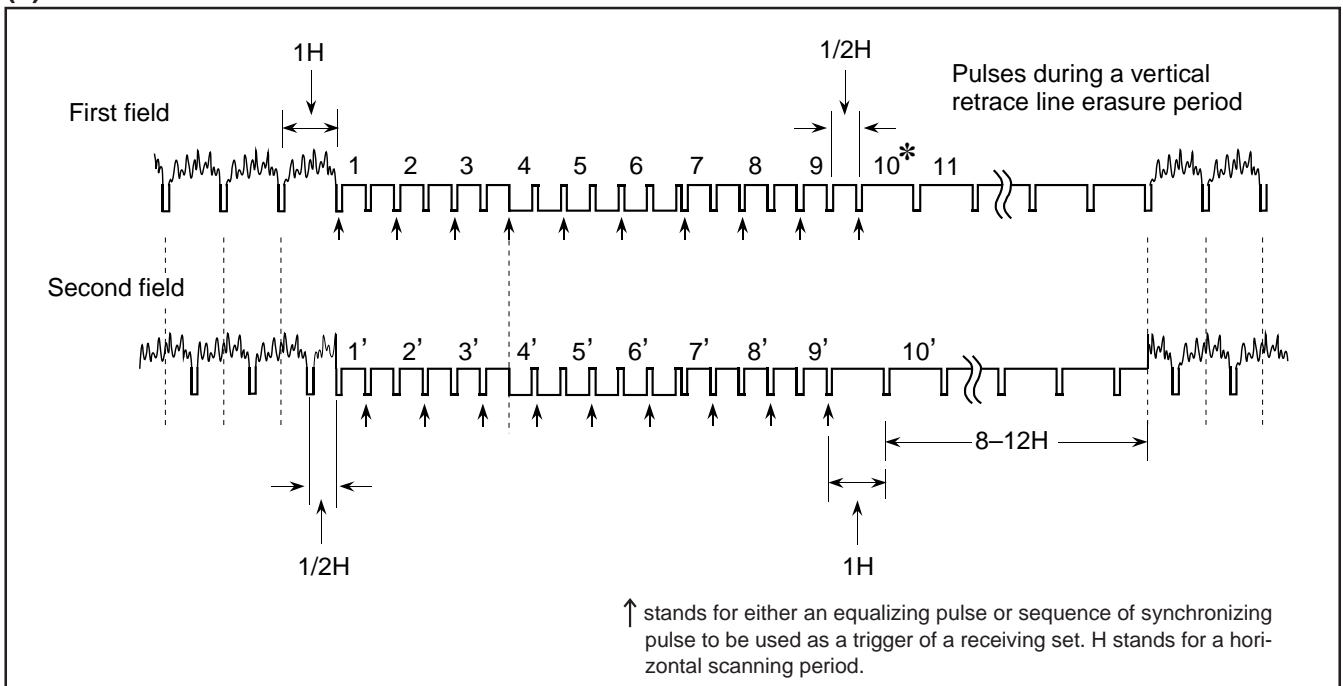 1H
1/2H
Pulses during a vertical
retrace line erasure period
First field
1 2 3 4 5 6 7 8 9 10* 11
Second field
1’ 2’ 3’ 4’ 5’ 6’ 7’ 8’ 9’ 10’
8–12H
1/2H
1H
↑ stands for either an equalizing pulse or sequence of synchronizing
pulse to be used as a trigger of a receiving set. H stands for a hori-
zontal scanning period.